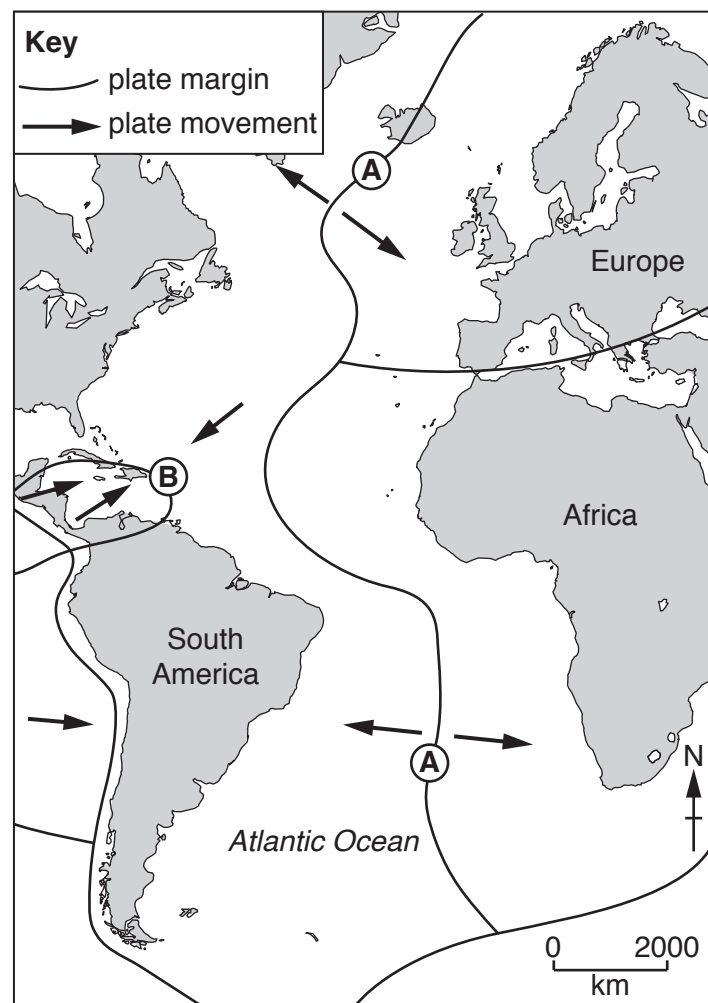 Key
plate margin
plate movement
A
Europe
B
Africa
South
America
A
N
Atlantic Ocean
0 2000
km